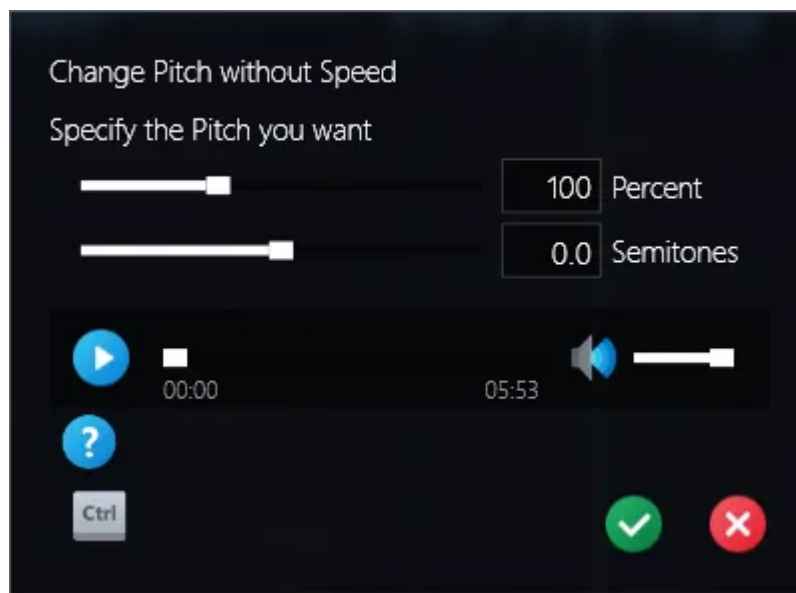 Change Pitch without Speed
Specify the Pitch you want
100 Percent
0.0 Semitones
00:00 05:53
?
Ctrl